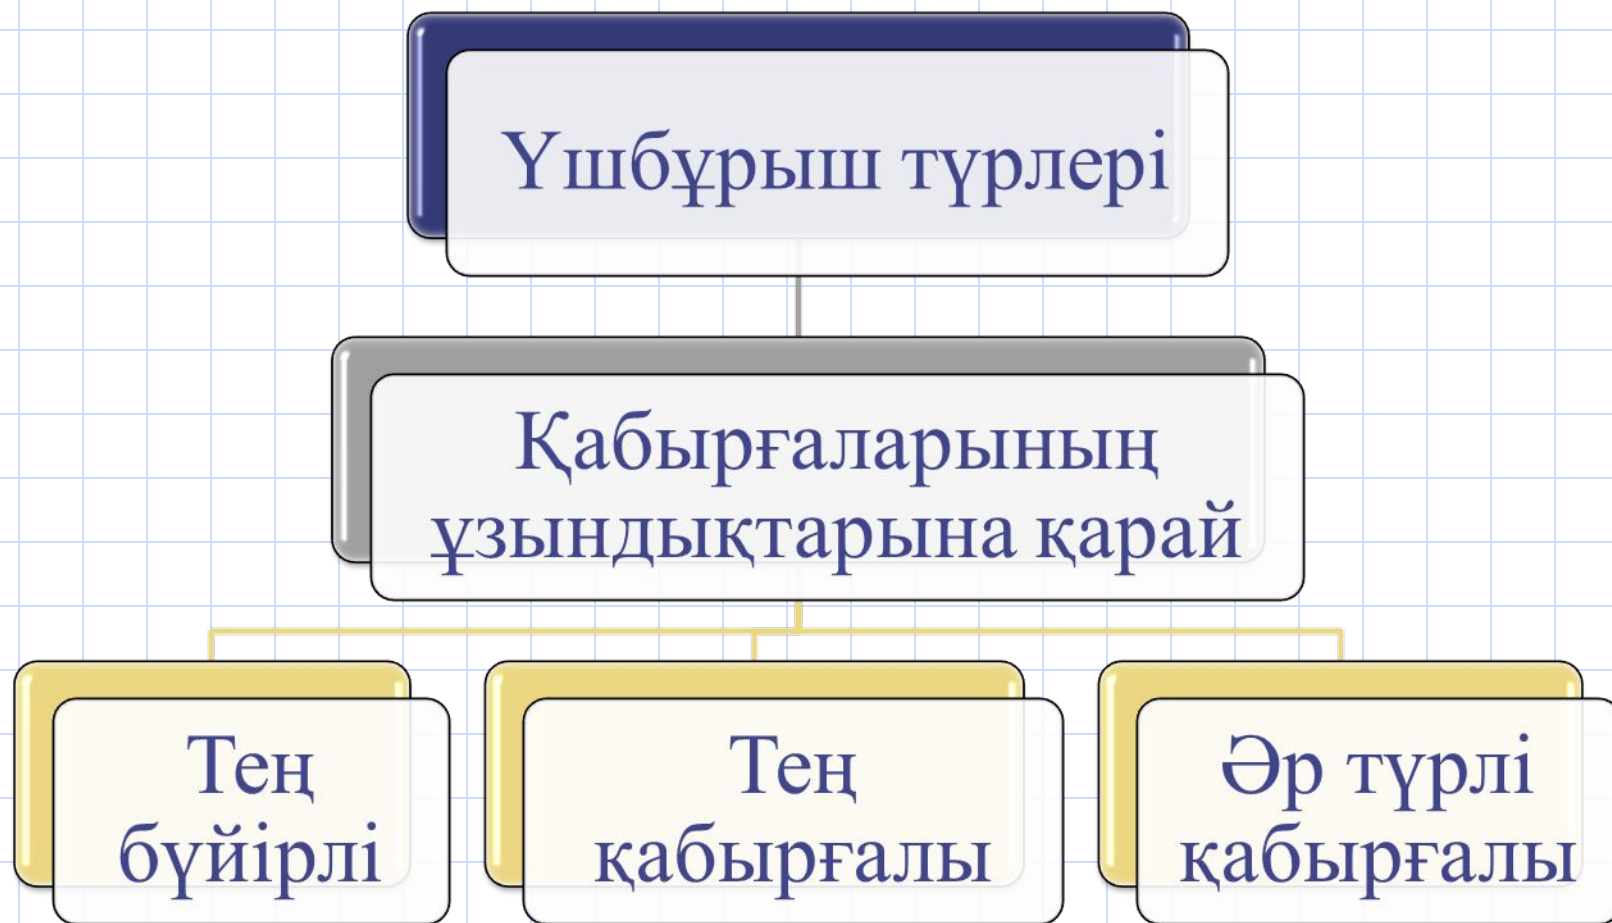 Үшбұрыш түрлері
Қабырғаларының
ұзындықтарына қарай
Тең
бүйірлі
Тең
қабырғалы
Әр түрлі
қабырғалы